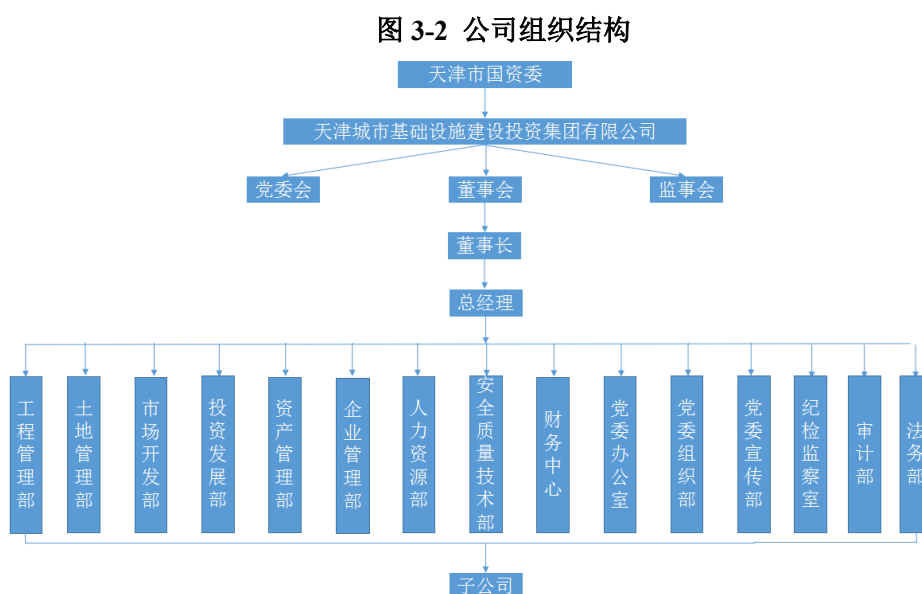 图 3-2 公司组织结构
天津市国资委
天津城市基础设施建设投资集团有限公司
党委会
董事会
监事会
董事长
总经理
工程管理部
土地管理部
市场开发部
投资发展部
资产管理部
企业管理部
人力资源部
安全质量技术部
财务中心
党委办公室
党委组织部
党委宣传部
纪检监察室
审计部
法务部
子公司